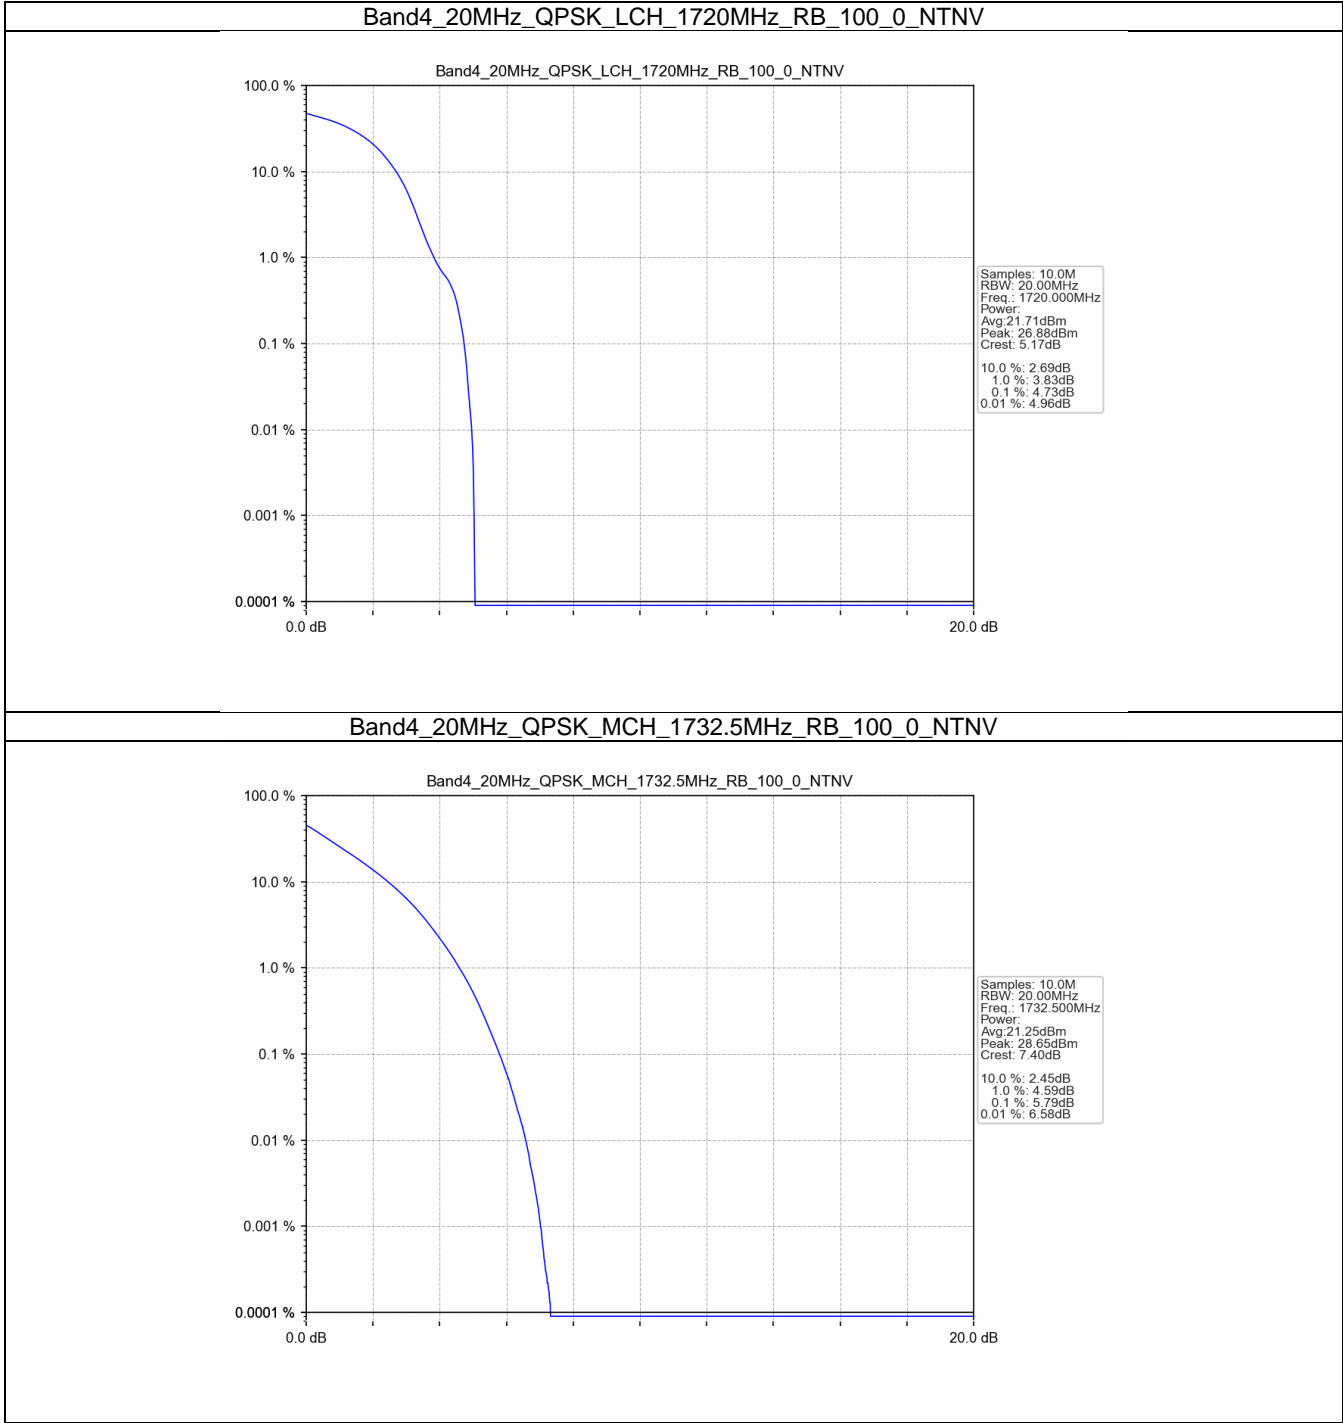 Band4_20MHz_QPSK_LCH_1720MHz_RB_100_0_NTNV
Band4_20MHz_QPSK_LCH_1720MHz_RB_100_0_NTNV
100.0 %
10.0 %
1.0 %
0.1 %
0.01 %
0.001 %
0.0001 %
0.0 dB
20.0 dB
Samples: 10.0M
RBW: 20.00MHz
Freq.: 1720.000MHz
Power:
Avg:21.71dBm
Peak: 26.88dBm
Crest: 5.17dB
10.0 %: 2.69dB
1.0 %: 3.83dB
0.1 %: 4.73dB
0.01 %: 4.96dB
Band4_20MHz_QPSK_MCH_1732.5MHz_RB_100_0_NTNV
Band4_20MHz_QPSK_MCH_1732.5MHz_RB_100_0_NTNV
100.0 %
10.0 %
1.0 %
0.1 %
0.01 %
0.001 %
0.0001 %
0.0 dB
20.0 dB
Samples: 10.0M
RBW: 20.00MHz
Freq.: 1732.500MHz
Power:
Avg:21.25dBm
Peak: 28.65dBm
Crest: 7.40dB
10.0 %: 2.45dB
1.0 %: 4.59dB
0.1 %: 5.79dB
0.01 %: 6.58dB